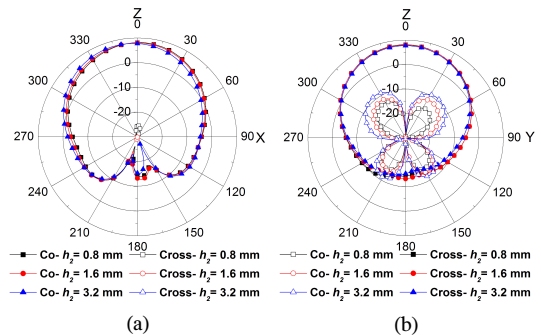 Z
0
330
30
300
60
270
90
X
240
120
210
150
180
0
-10
-20
Z
0
330
30
300
60
270
90
Y
240
120
210
150
180
0
-10
-20
Co- h2= 0.8 mm
Cross- h2= 0.8 mm
Co- h2= 1.6 mm
Cross- h2= 1.6 mm
Co- h2= 3.2 mm
Cross- h2= 3.2 mm
Co- h2= 0.8 mm
Cross- h2= 0.8 mm
Co- h2= 1.6 mm
Cross- h2= 1.6 mm
Co- h2= 3.2 mm
Cross- h2= 3.2 mm
(a)
(b)